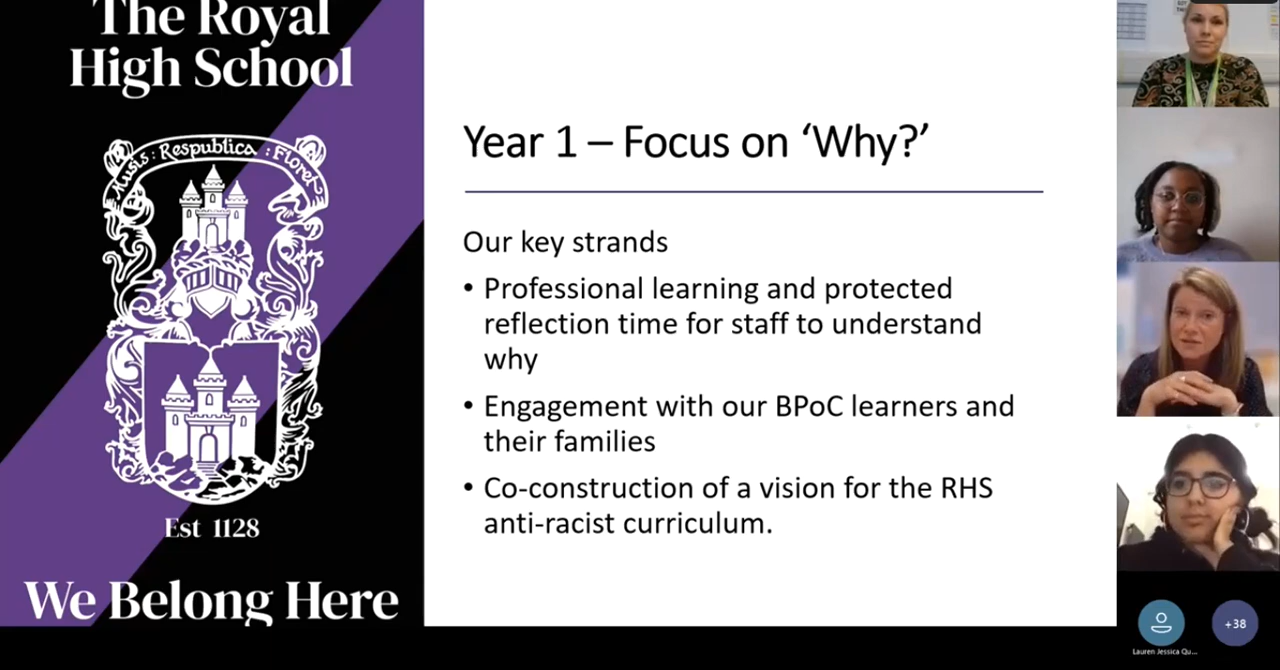 The Royal
High School
Musis : Respublica : Floret
Est 1128
We Belong Here
Year 1 – Focus on ‘Why?’
Our key strands
• Professional learning and protected
reflection time for staff to understand
why
• Engagement with our BPoC learners and
their families
• Co-construction of a vision for the RHS
anti-racist curriculum.
Lauren Jessica Qu...
+38